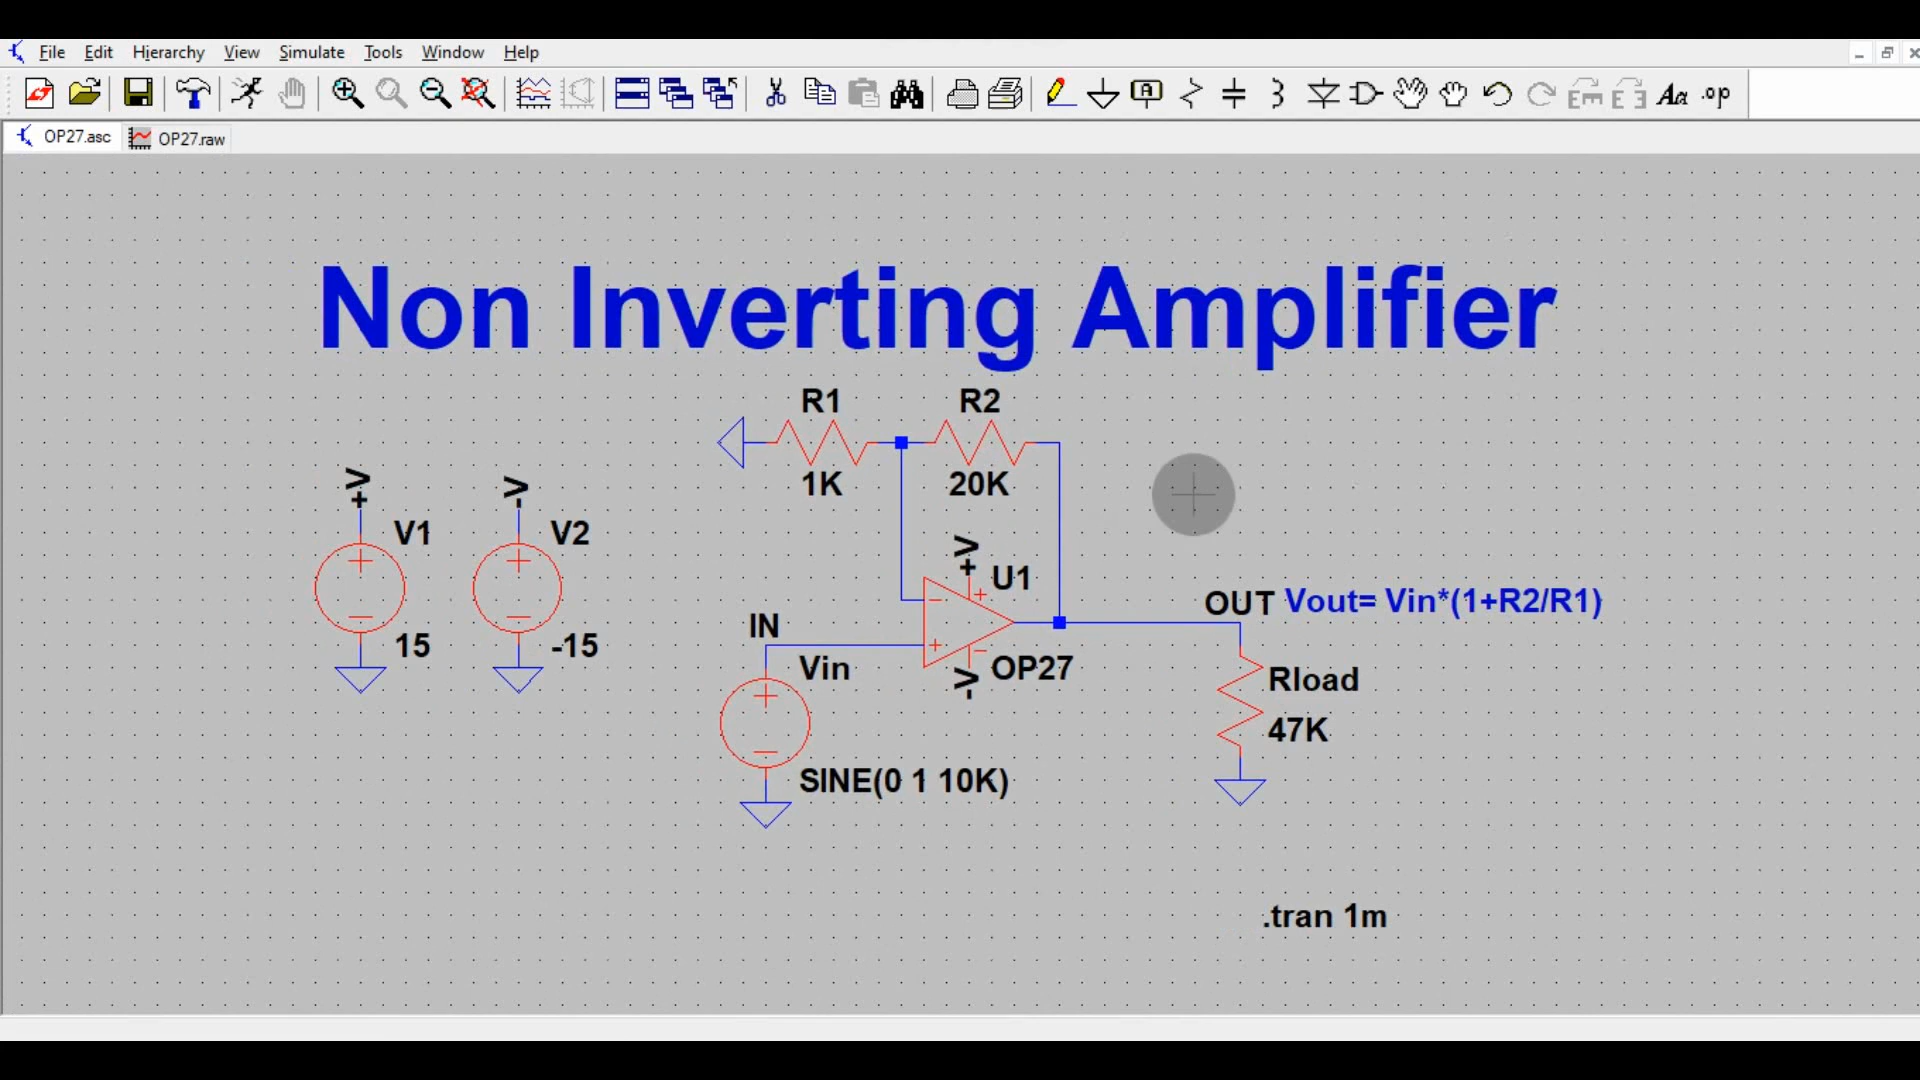 File Edit Hierarchy View Simulate Tools Window Help
.op
OP27.asc OP27.raw
Non Inverting Amplifier
R1 R2
1K 20K
V+ V-
V1 V2
15 -15
V+
U1
OP27
V-
IN
Vin
SINE(0 1 10K)
OUT Vout= Vin*(1+R2/R1)
Rload
47K
.tran 1m